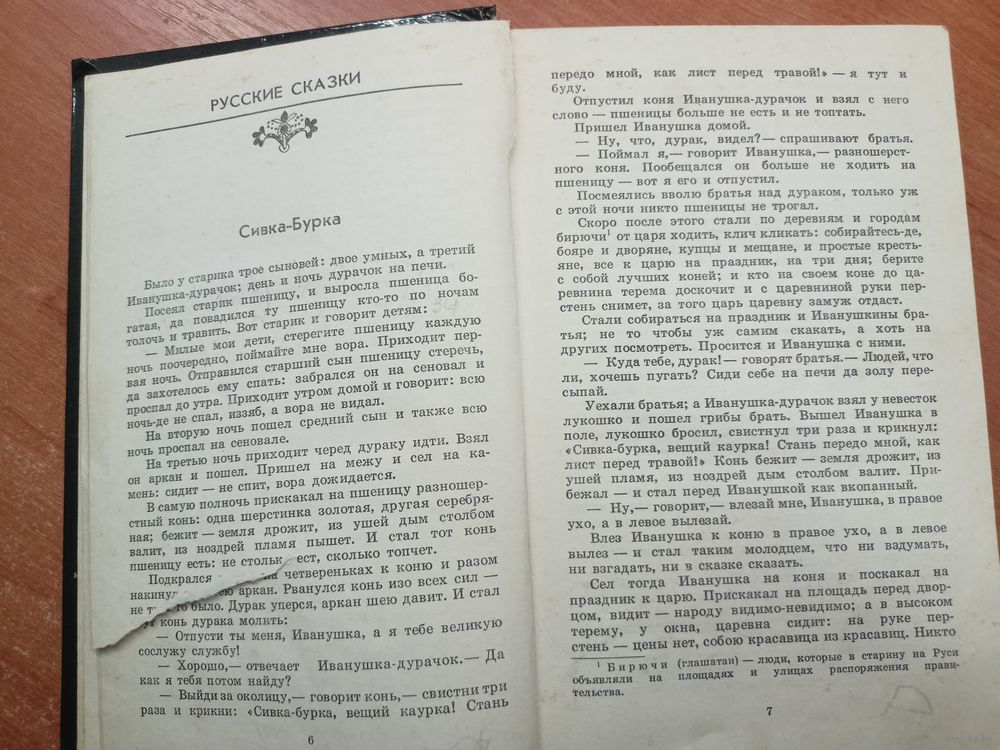 РУССКИЕ СКАЗКИ
Сивка-Бурка
Было у старика трое сыновей: двое умных, а третий
Иванушка-дурачок; день и ночь дурачок на печи.
Посеял старик пшеницу, и выросла пшеница бо-
гатая, да повадился ту пшеницу кто-то по ночам
толочь и травить. Вот старик и говорит детям:
— Милые мои дети, стерегите пшеницу каждую
ночь поочередно, поймайте мне вора. Приходит пер-
вая ночь. Отправился старший сын пшеницу стеречь,
да захотелось ему спать: забрался он на сеновал и
проспал до утра. Приходит утром домой и говорит: всю
ночь-де не спал, иззяб, а вора не видал.
На вторую ночь пошел средний сын и также всю
ночь проспал на сеновале.
На третью ночь приходит черед дураку идти. Взял
он аркан и пошел. Пришел на межу и сел на ка-
мень: сидит — не спит, вора дожидается.
В самую полночь прискакал на пшеницу разношер-
стный конь: одна шерстинка золотая, другая серебря-
ная; бежит — земля дрожит, из ушей дым столбом
валит, из ноздрей пламя пышет. И стал тот конь
пшеницу есть: не стольк ест, сколько топчет.
Подкрался на четвереньках к коню и разом
накинул ею аркан. Рванулся конь изо всех сил —
не т то было. Дурак уперся, аркан шею давит. И стал
ут конь дурака молить:
— Отпусти ты меня, Иванушка, а я тебе великую
сослужу службу!
— Хорошо,— отвечает Иванушка-дурачок.— Да
как я тебя потом найду?
— Выйди за околицу,— говорит конь,— свистни три
раза и крикни: «Сивка-бурка, вещий каурка! Стань
6
передо мной, как лист перед травой!» — я тут и
буду.
Отпустил коня Иванушка-дурачок и взял с него
слово — пшеницы больше не есть и не топтать.
Пришел Иванушка домой.
— Ну, что, дурак, видел? — спрашивают братья.
— Поймал я,— говорит Иванушка,— разношерст-
ного коня. Пообещался он больше не ходить на
пшеницу — вот я его и отпустил.
Посмеялись вволю братья над дураком, только уж
с этой ночи никто пшеницы не трогал.
Скоро после этого стали по деревням и городам
бирючи¹ от царя ходить, клич кликать: собирайтесь-де,
бояре и дворяне, купцы и мещане, и простые кресть-
яне, все к царю на праздник, на три дня; берите
с собой лучших коней; и кто на своем коне до ца-
ревнина терема доскочит и с царевниной руки пер-
стень снимет, за того царь царевну замуж отдаст.
Стали собираться на праздник и Иванушкины бра-
тья; не то чтобы уж самим скакать, а хоть на
других посмотреть. Просится и Иванушка с ними.
— Куда тебе, дурак! — говорят братья.— Людей, что
ли, хочешь пугать? Сиди себе на печи да золу пере-
сыпай.
Уехали братья; а Иванушка-дурачок взял у невесток
лукошко и пошел грибы брать. Вышел Иванушка в
поле, лукошко бросил, свистнул три раза и крикнул:
«Сивка-бурка, вещий каурка! Стань передо мной, как
лист перед травой!» Конь бежит — земля дрожит, из
ушей пламя, из ноздрей дым столбом валит. При-
бежал — и стал перед Иванушкой как вкопанный.
— Ну,— говорит,— влезай мне, Иванушка, в правое
ухо, а в левое вылезай.
Влез Иванушка к коню в правое ухо, а в левое
вылез — и стал таким молодцем, что ни вздумать,
ни взгадать, ни в сказке сказать.
Сел тогда Иванушка на коня и поскакал на
праздник к царю. Прискакал на площадь перед двор-
цом, видит — народу видимо-невидимо; а в высоком
терему, у окна, царевна сидит: на руке пер-
стень — цены нет, собою красавица из красавиц. Никто
¹ Бирючи (глашатаи) — люди, которые в старину на Руси
объявляли на площадях и улицах распоряжения прави-
тельства.
7